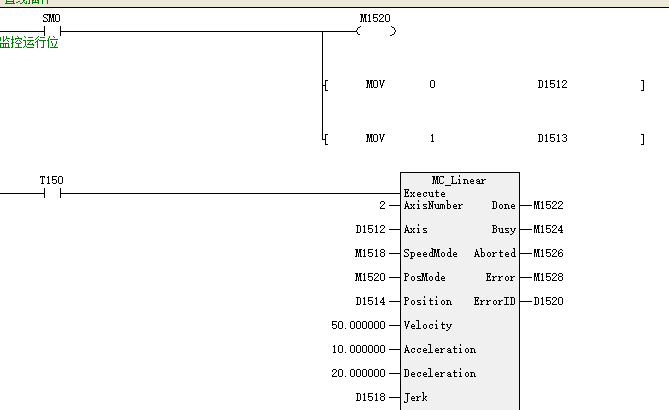 SM0 M1520
监控运行位
[ MOV 0 D1512 ]
[ MOV 1 D1513 ]
T150
MC_Linear
Execute
2 AxisNumber Done M1522
D1512 Axis Busy M1524
M1518 SpeedMode Aborted M1526
M1520 PosMode Error M1528
D1514 Position ErrorID D1520
50.000000 Velocity
10.000000 Acceleration
20.000000 Deceleration
D1518 Jerk